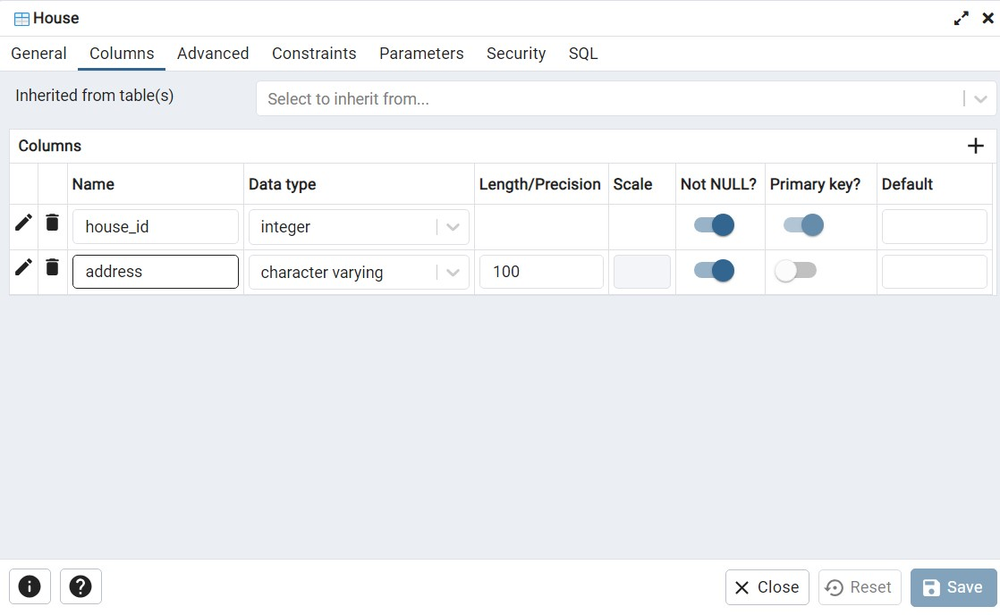 House
General Columns Advanced Constraints Parameters Security SQL
Inherited from table(s) Select to inherit from...
Columns
Name Data type Length/Precision Scale Not NULL? Primary key? Default
house_id integer
address character varying 100
Close Reset Save